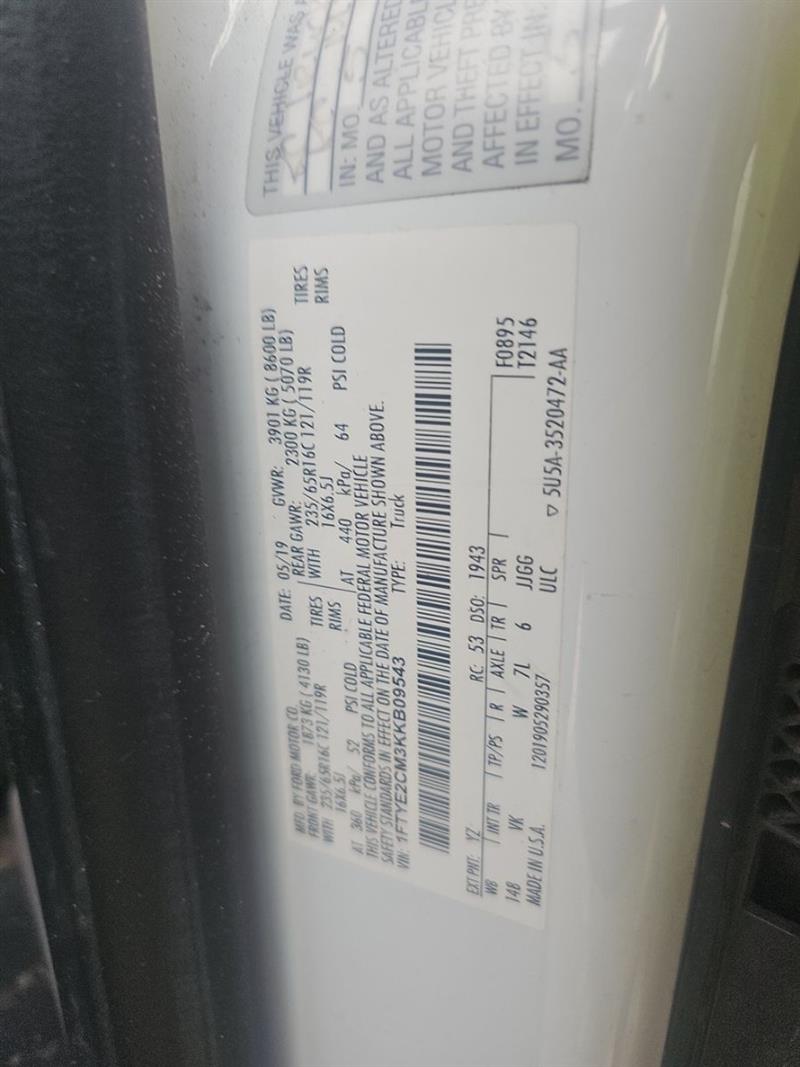 THIS VEHICLE WAS A
IN: MO. 5
AND AS ALTERED
ALL APPLICABLE
MOTOR VEHICL
AND THEFT PRE
AFFECTED BY
IN EFFECT IN:
MO. 5
MFD. BY FORD MOTOR CO.
DATE: 05/19 GVWR: 3901 KG ( 8600 LB)
FRONT GAWR: 1873 KG ( 4130 LB) REAR GAWR: 2300 KG ( 5070 LB)
WITH 235/65R16C 121/119R TIRES WITH 235/65R16C 121/119R TIRES
16X6.5J RIMS 16X6.5J RIMS
AT 360 kPa/ 52 PSI COLD AT 440 kPa/ 64 PSI COLD
THIS VEHICLE CONFORMS TO ALL APPLICABLE FEDERAL MOTOR VEHICLE
SAFETY STANDARDS IN EFFECT ON THE DATE OF MANUFACTURE SHOWN ABOVE.
VIN: 1FTYE2CM3KKB09543 TYPE: Truck
EXT PNT: YZ RC: 53 DSO: 1943
WB INT TR TP/PS R AXLE TR SPR F0895
14B VK W 7L 6 JJGG T2146
MADE IN U.S.A. 1201905290357 ULC ▽ 5U5A-3520472-AA